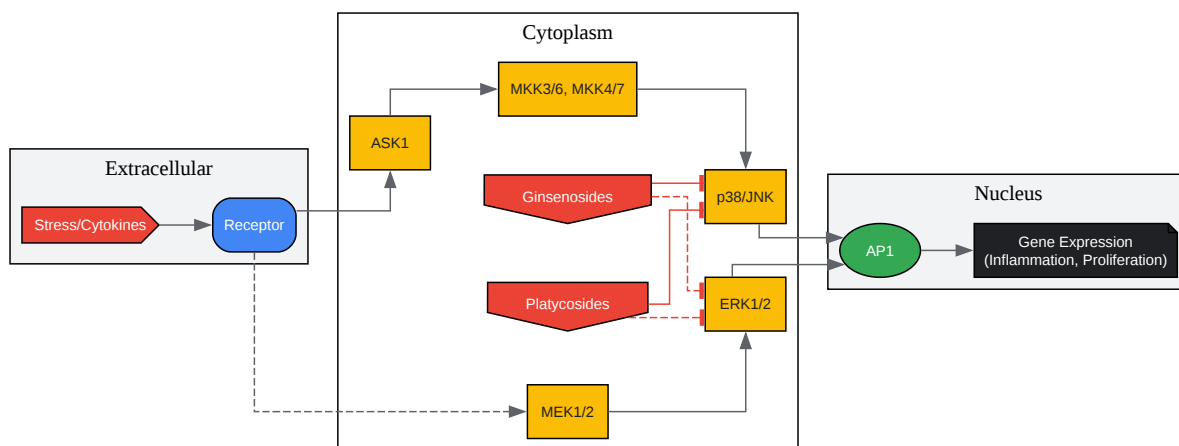 Cytoplasm
MKK3/6, MKK4/7
ASK1
Extracellular
Stress/Cytokines
Receptor
Ginsenosides
p38/JNK
Platycosides
ERK1/2
MEK1/2
Nucleus
AP1
Gene Expression
(Inflammation, Proliferation)